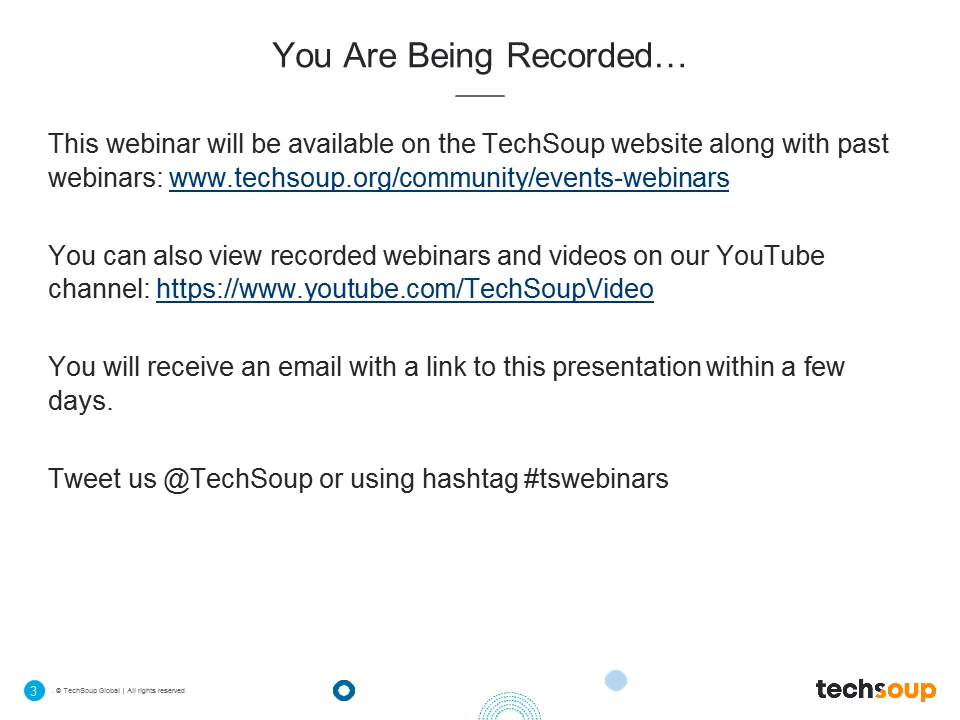 You Are Being Recorded…
This webinar will be available on the TechSoup website along with past
webinars: www.techsoup.org/community/events-webinars
You can also view recorded webinars and videos on our YouTube
channel: https://www.youtube.com/TechSoupVideo
You will receive an email with a link to this presentation within a few
days.
Tweet us @TechSoup or using hashtag #tswebinars
3 . © TechSoup Global | All rights reserved
techsoup